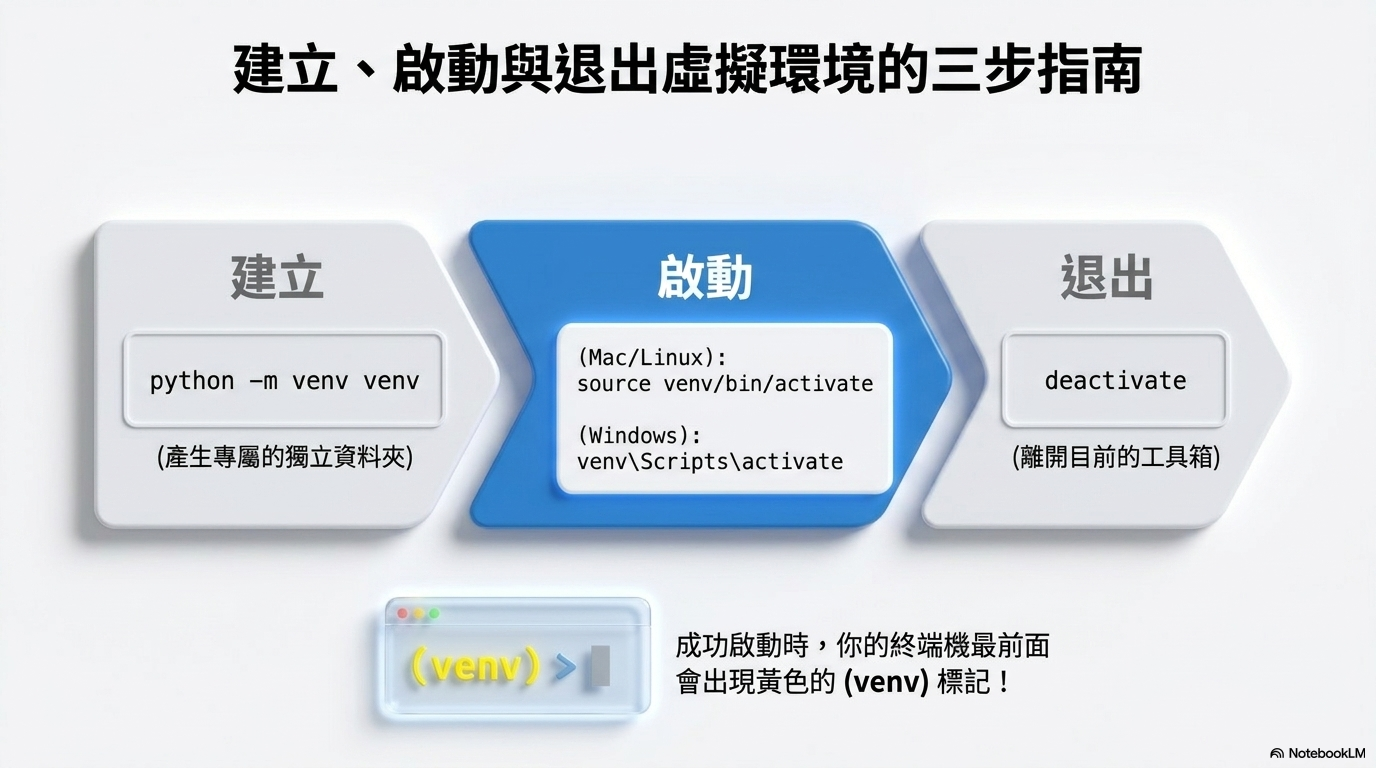 建立、啟動與退出虛擬環境的三步指南
建立
python -m venv venv
(產生專屬的獨立資料夾)
啟動
(Mac/Linux):
source venv/bin/activate
(Windows):
venv\Scripts\activate
退出
deactivate
(離開目前的工具箱)
(venv) >
成功啟動時，你的終端機最前面
會出現黃色的 (venv) 標記！
NotebookLM